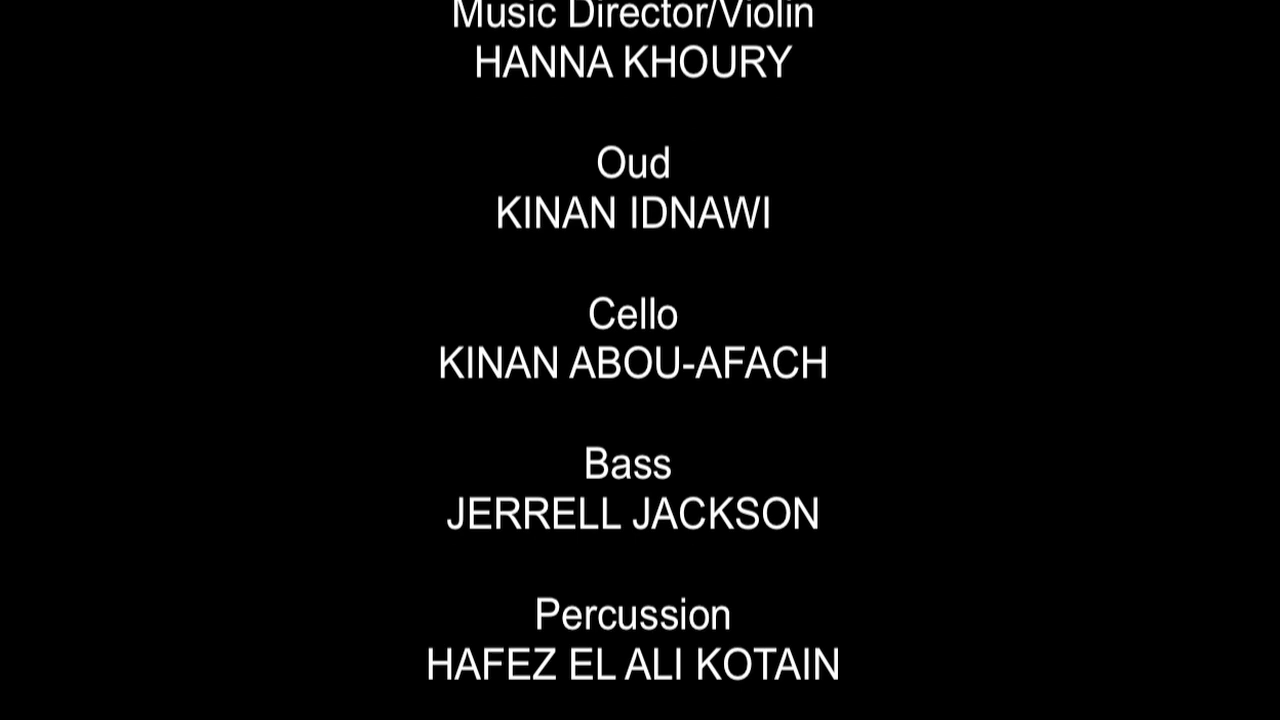 Music Director/Violin
HANNA KHOURY
Oud
KINAN IDNAWI
Cello
KINAN ABOU-AFACH
Bass
JERRELL JACKSON
Percussion
HAFEZ EL ALI KOTAIN